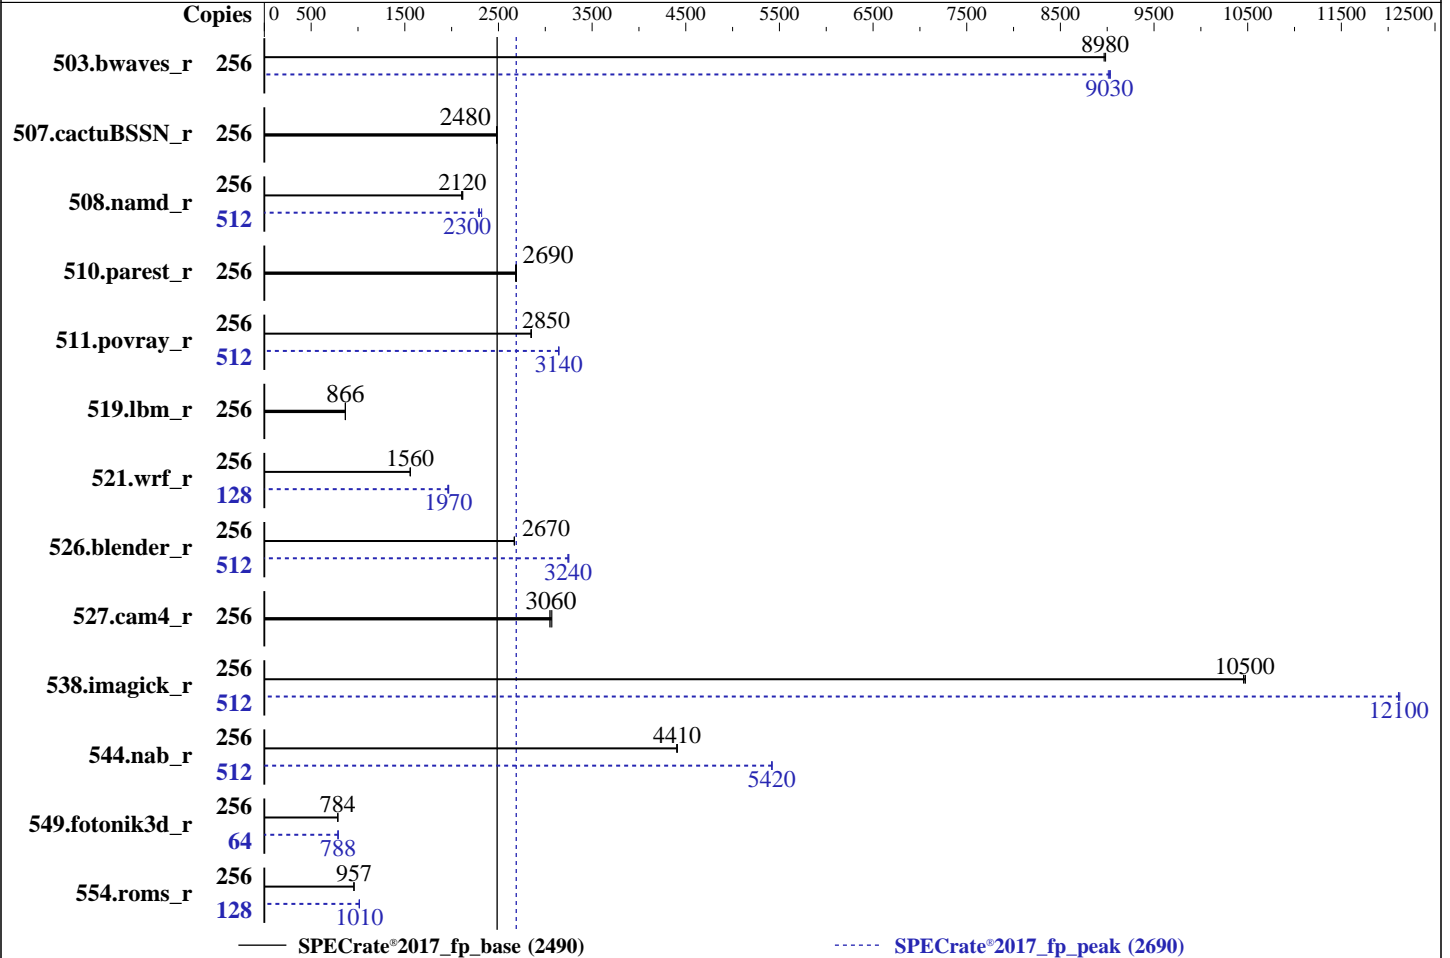 Copies 0 500 1500 2500 3500 4500 5500 6500 7500 8500 9500 10500 11500 12500
503.bwaves_r 256 8980
9030
507.cactuBSSN_r 256 2480
508.namd_r 256 2120
512 2300
510.parest_r 256 2690
511.povray_r 256 2850
512 3140
519.lbm_r 256 866
521.wrf_r 256 1560
128 1970
526.blender_r 256 2670
512 3240
527.cam4_r 256 3060
538.imagick_r 256 10500
512 12100
544.nab_r 256 4410
512 5420
549.fotonik3d_r 256 784
64 788
554.roms_r 256 957
128 1010
SPECrate®2017_fp_base (2490) SPECrate®2017_fp_peak (2690)